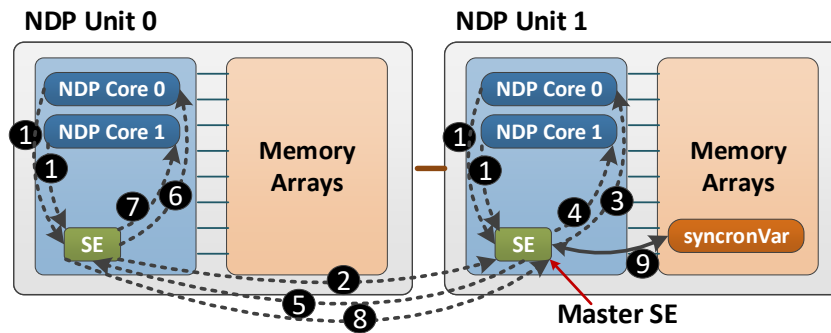 NDP Unit 0
NDP Unit 1
NDP Core 0
NDP Core 1
1
1
7
6
SE
Memory
Arrays
NDP Core 0
NDP Core 1
1
1
4
3
SE
Memory
Arrays
syncronVar
9
2
5
8
Master SE